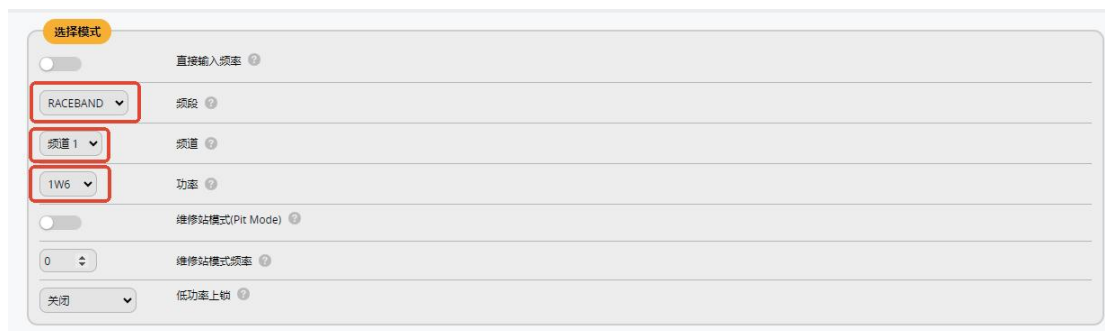 选择模式
直接输入频率
RACEBAND 频段
频道 1 频道
1W6 功率
维修站模式(Pit Mode)
0 维修站模式频率
关闭 低功率上锁